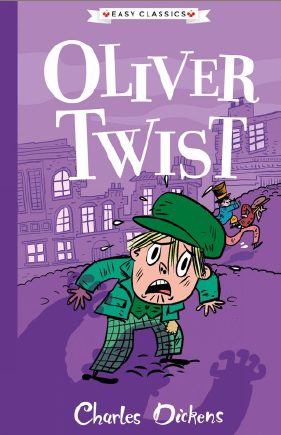 EASY CLASSICS
OLIVER
TWIST
Charles Dickens